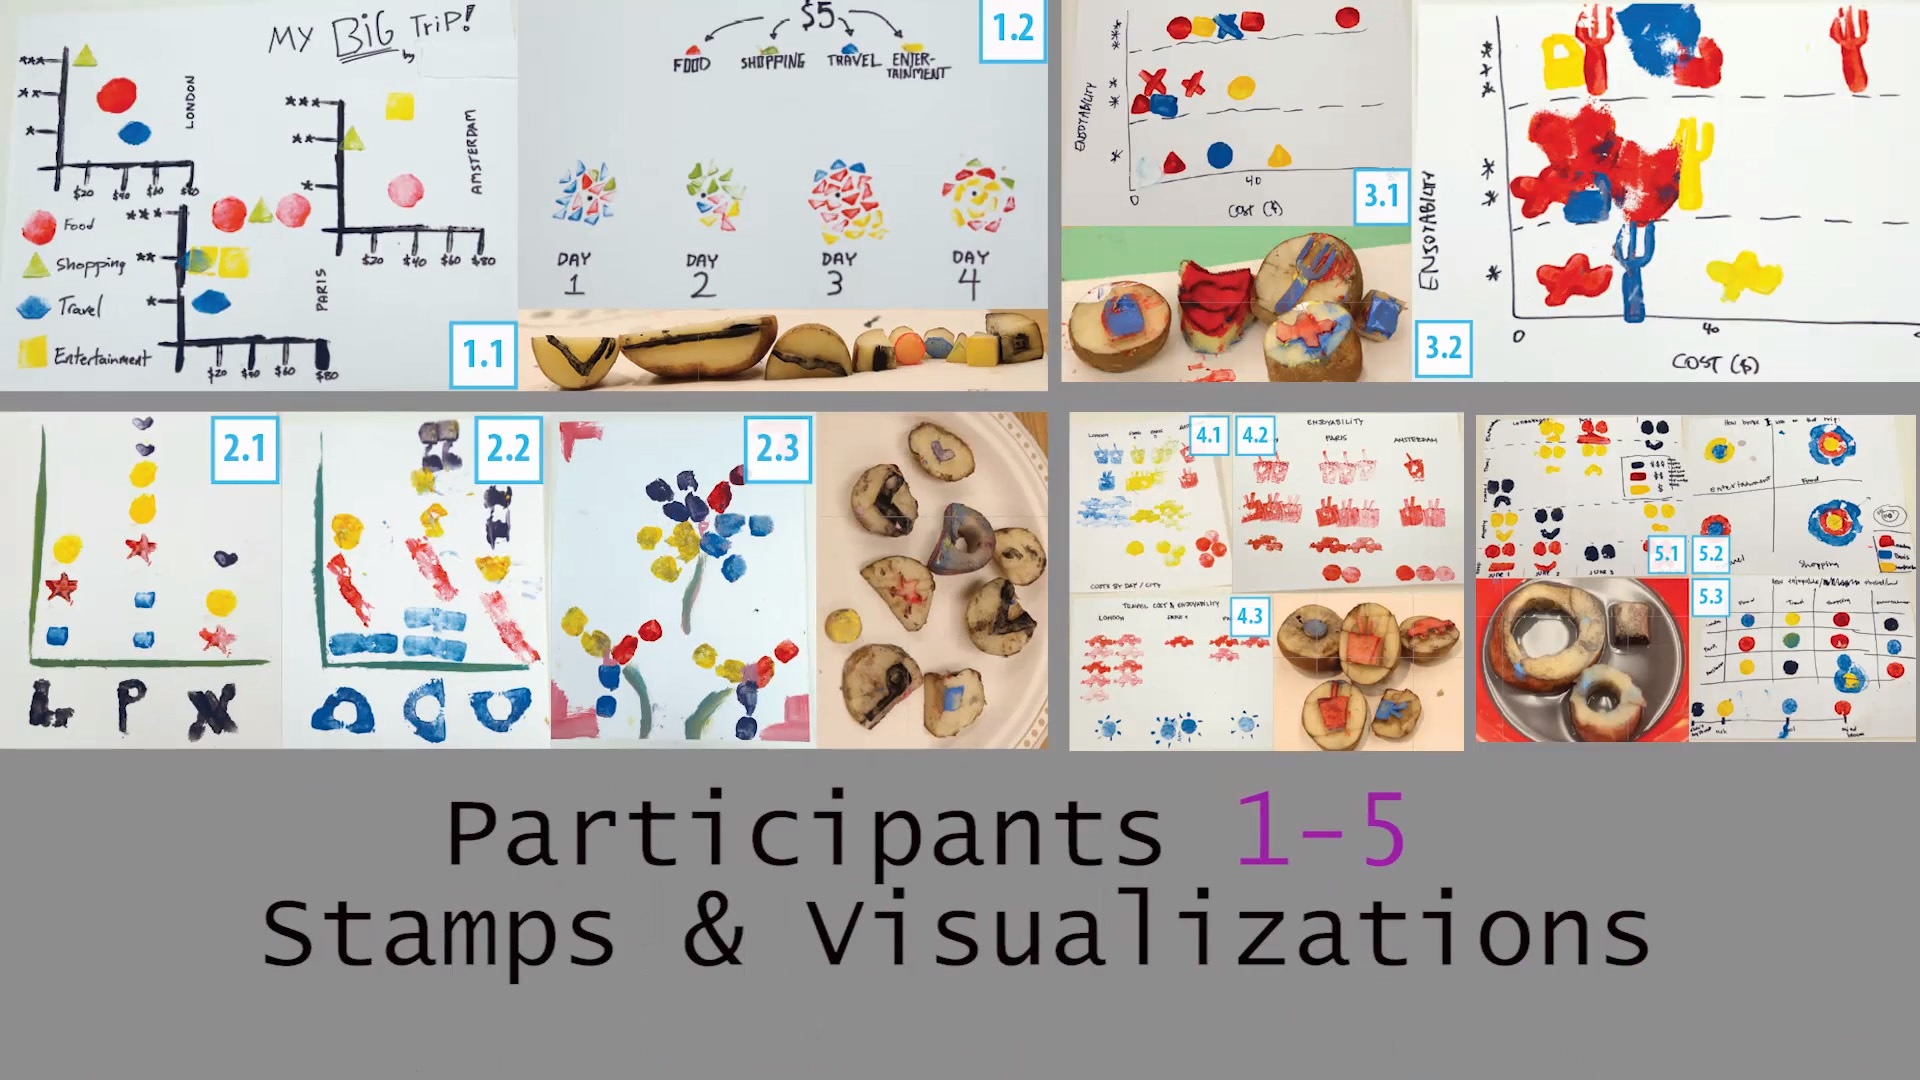 MY BIG TRIP!
by
***
**
*
LONDON
$20
$40
$60
$80
***
**
*
AMSTERDAM
$20
$40
$60
$80
Food
Shopping
Travel
Entertainment
***
**
*
PARIS
$20
$40
$60
$80
1.1
$5
FOOD
SHOPPING
TRAVEL
ENTER-
TAINMENT
DAY
1
DAY
2
DAY
3
DAY
4
1.2
***
**
*
ENJOYABILITY
0
40
COST ($)
3.1
***
**
*
ENJOYABILITY
0
40
COST ($)
3.2
L P X
2.1
2.2
2.3
4.1
LONDON
COSTS BY DAY / CITY
4.2
ENJOYABILITY
PARIS
AMSTERDAM
TRAVEL COST & ENJOYABILITY
LONDON
4.3
5.1
JUNE 1
Entertainment
Food
Shopping
5.2
5.3
Participants 1-5
Stamps & Visualizations